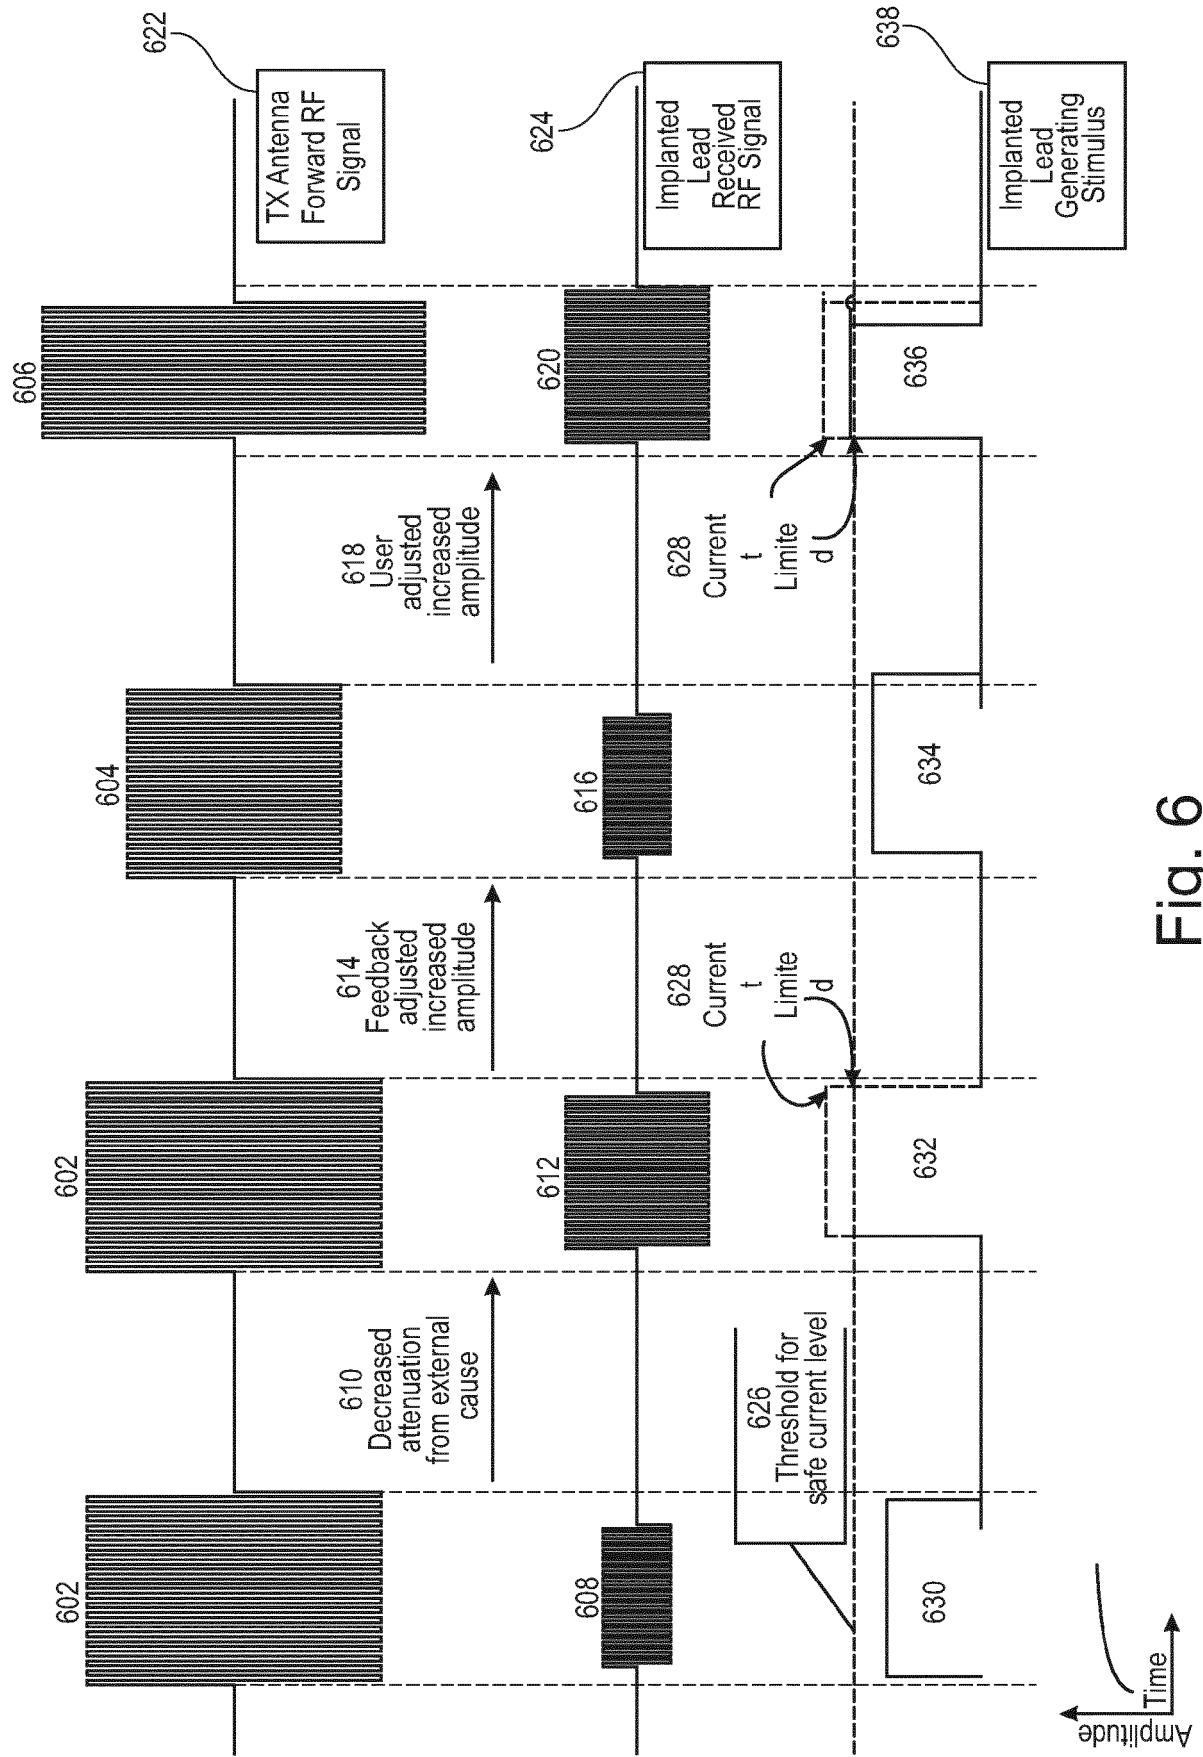 622
TX Antenna
Forward RF
Signal
606
604
602
602
618
User
adjusted
increased
amplitude
614
Feedback
adjusted
increased
amplitude
610
Decreased
attenuation
from external
cause
624
Implanted
Lead
Received
RF Signal
620
616
612
608
628
Current
t
Limite
d
628
Current
t
Limite
d
626
Threshold for
safe current level
638
Implanted
Lead
Generating
Stimulus
636
634
632
630
Amplitude
Time
Fig. 6